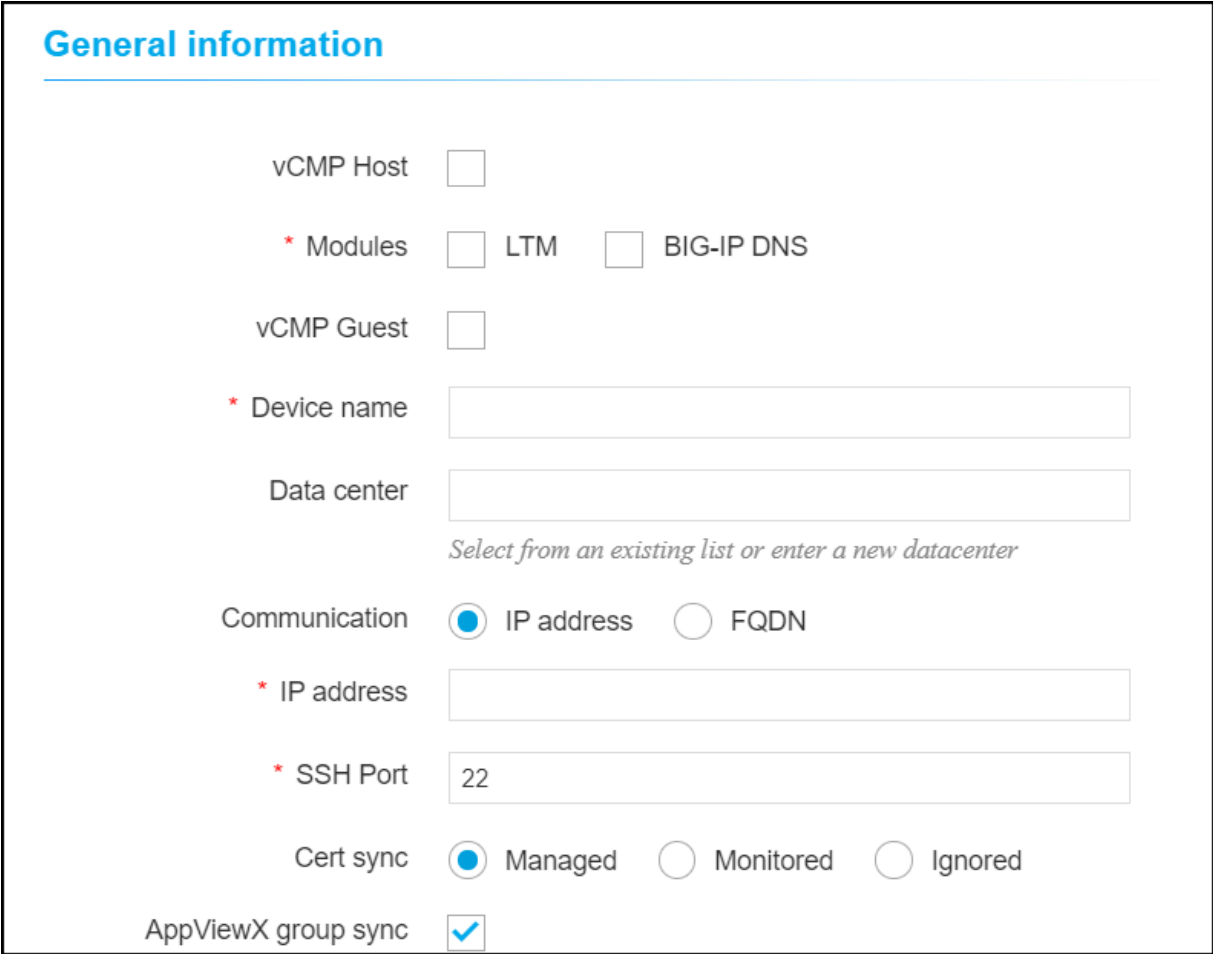 General information
vCMP Host
* Modules LTM BIG-IP DNS
vCMP Guest
* Device name
Data center
Select from an existing list or enter a new datacenter
Communication IP address FQDN
* IP address
* SSH Port 22
Cert sync Managed Monitored Ignored
AppViewX group sync